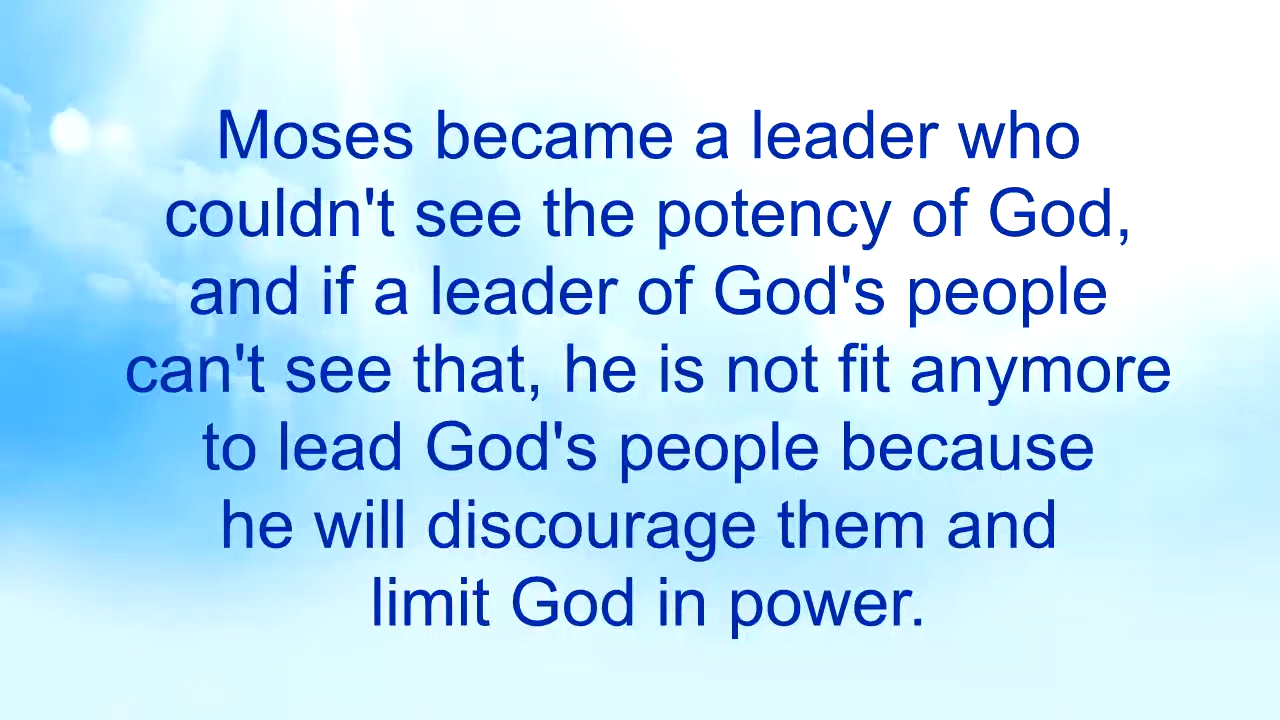 Moses became a leader who
couldn't see the potency of God,
and if a leader of God's people
can't see that, he is not fit anymore
to lead God's people because
he will discourage them and
limit God in power.